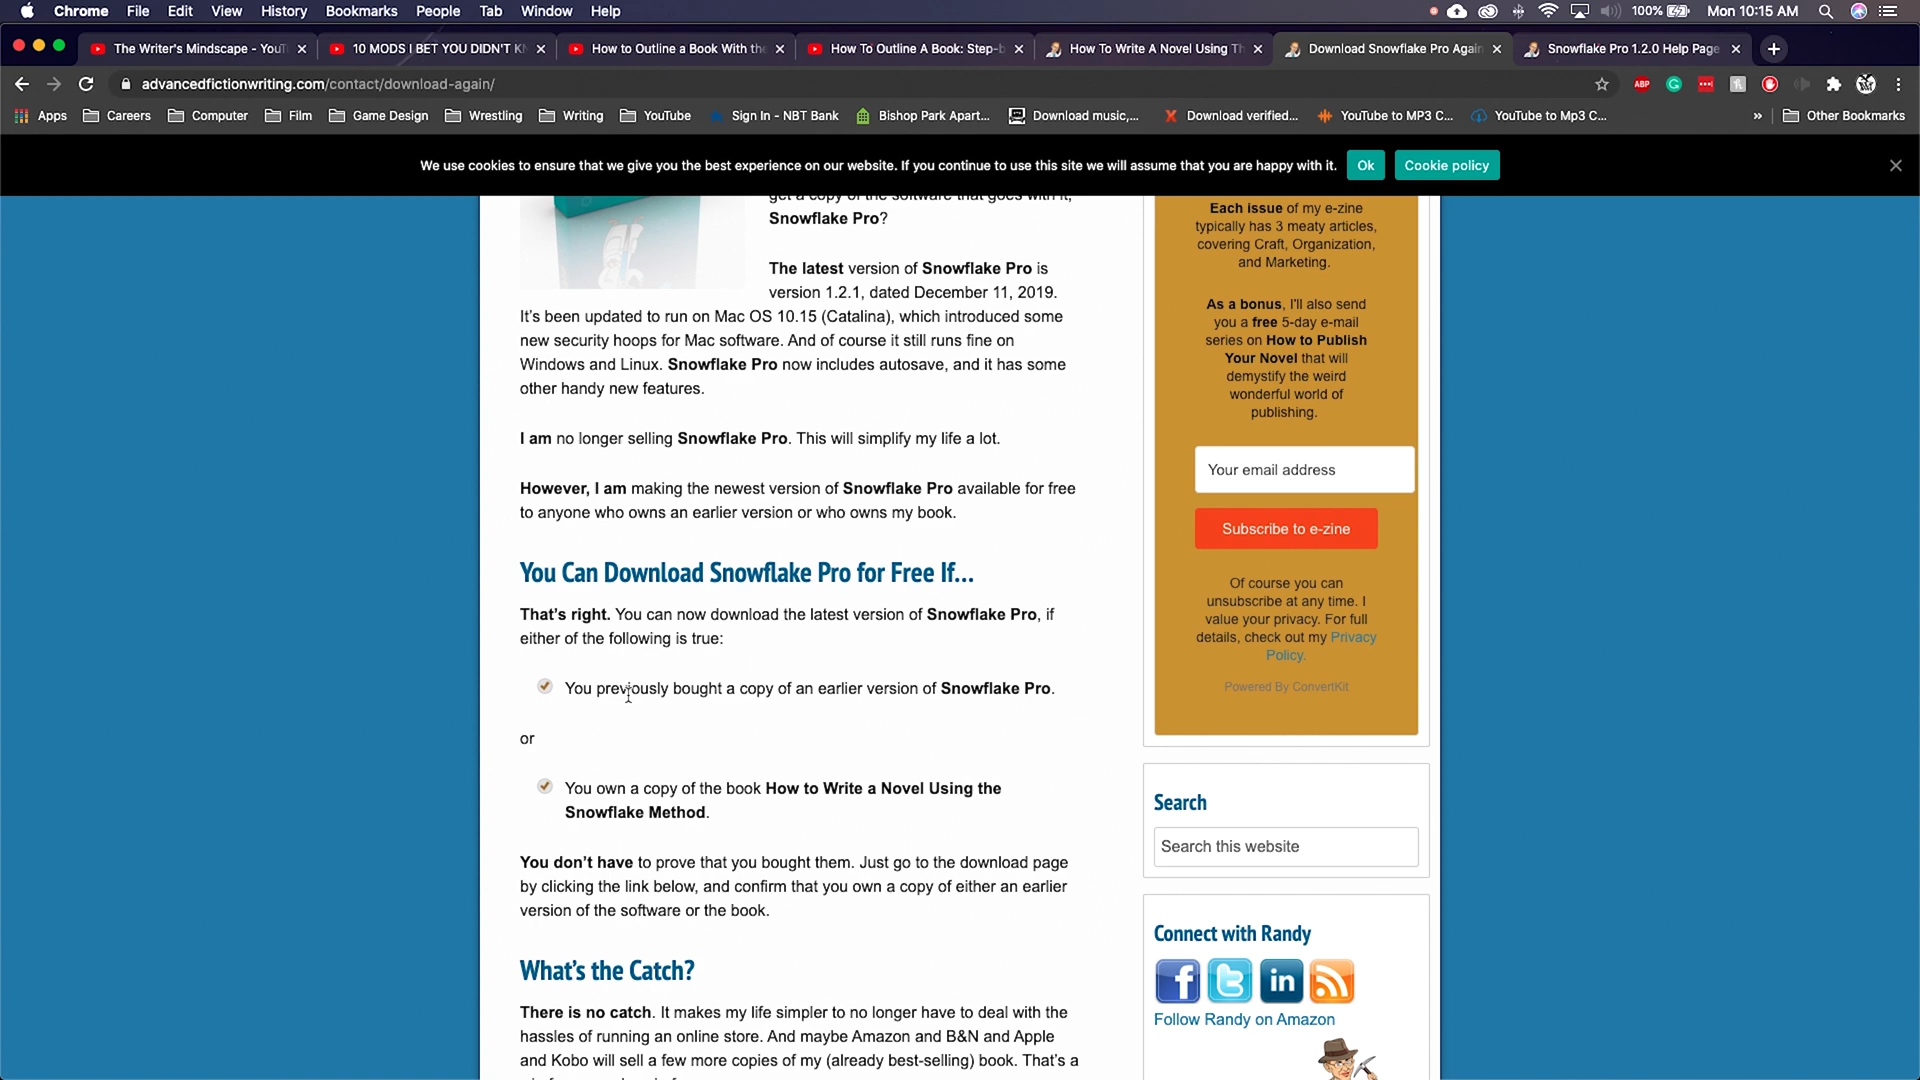 Chrome File Edit View History Bookmarks People Tab Window Help 100% Mon 10:15 AM
The Writer's Mindscape - YouT
10 MODS I BET YOU DIDN'T K
How to Outline a Book With the
How To Outline A Book: Step-b
How To Write A Novel Using Th
Download Snowflake Pro Again
Snowflake Pro 1.2.0 Help Page
advancedfictionwriting.com/contact/download-again/
ABP
Apps Careers Computer Film Game Design Wrestling Writing YouTube Sign In - NBT Bank Bishop Park Apart... Download music,... Download verified... YouTube to MP3 C... YouTube to Mp3 C... » Other Bookmarks
We use cookies to ensure that we give you the best experience on our website. If you continue to use this site we will assume that you are happy with it. Ok Cookie policy
get a copy of the software that goes with it,
Snowflake Pro?
The latest version of Snowflake Pro is
version 1.2.1, dated December 11, 2019.
It's been updated to run on Mac OS 10.15 (Catalina), which introduced some
new security hoops for Mac software. And of course it still runs fine on
Windows and Linux. Snowflake Pro now includes autosave, and it has some
other handy new features.
I am no longer selling Snowflake Pro. This will simplify my life a lot.
However, I am making the newest version of Snowflake Pro available for free
to anyone who owns an earlier version or who owns my book.
You Can Download Snowflake Pro for Free If...
That's right. You can now download the latest version of Snowflake Pro, if
either of the following is true:
You previously bought a copy of an earlier version of Snowflake Pro.
or
You own a copy of the book How to Write a Novel Using the
Snowflake Method.
You don't have to prove that you bought them. Just go to the download page
by clicking the link below, and confirm that you own a copy of either an earlier
version of the software or the book.
What's the Catch?
There is no catch. It makes my life simpler to no longer have to deal with the
hassles of running an online store. And maybe Amazon and B&N and Apple
and Kobo will sell a few more copies of my (already best-selling) book. That's a
Each issue of my e-zine
typically has 3 meaty articles,
covering Craft, Organization,
and Marketing.
As a bonus, I'll also send
you a free 5-day e-mail
series on How to Publish
Your Novel that will
demystify the weird
wonderful world of
publishing.
Your email address
Subscribe to e-zine
Of course you can
unsubscribe at any time. I
value your privacy. For full
details, check out my Privacy
Policy.
Powered By ConvertKit
Search
Search this website
Connect with Randy
Follow Randy on Amazon